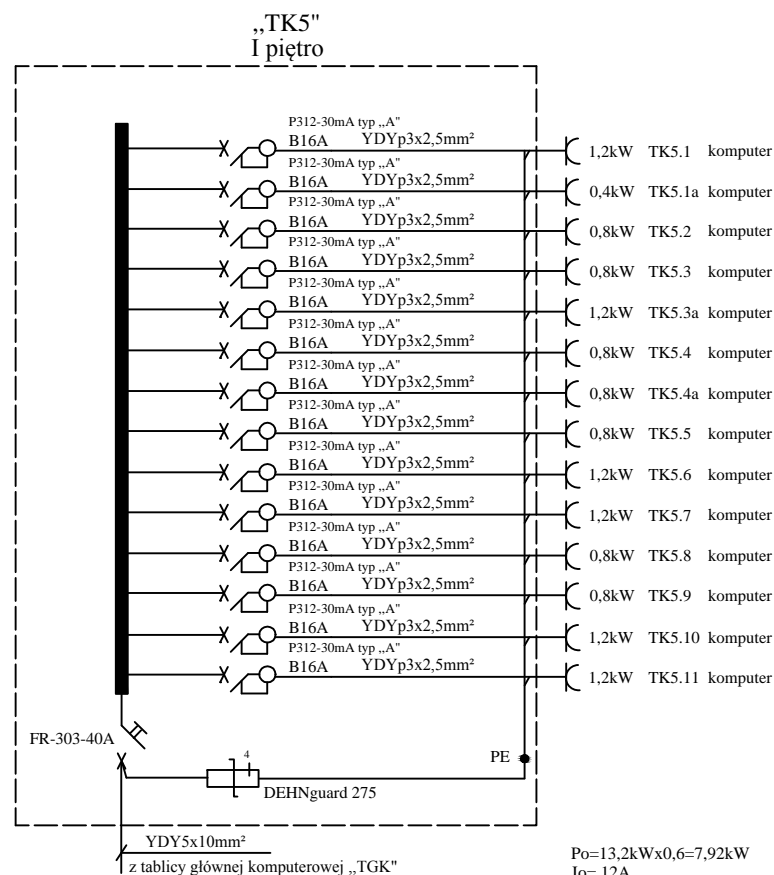 ,,TK5"
I piętro
P312-30mA typ ,,A"
B16A YDYp3x2,5mm² 1,2kW TK5.1 komputer
P312-30mA typ ,,A"
B16A YDYp3x2,5mm² 0,4kW TK5.1a komputer
P312-30mA typ ,,A"
B16A YDYp3x2,5mm² 0,8kW TK5.2 komputer
P312-30mA typ ,,A"
B16A YDYp3x2,5mm² 0,8kW TK5.3 komputer
P312-30mA typ ,,A"
B16A YDYp3x2,5mm² 1,2kW TK5.3a komputer
P312-30mA typ ,,A"
B16A YDYp3x2,5mm² 0,8kW TK5.4 komputer
P312-30mA typ ,,A"
B16A YDYp3x2,5mm² 0,8kW TK5.4a komputer
P312-30mA typ ,,A"
B16A YDYp3x2,5mm² 0,8kW TK5.5 komputer
P312-30mA typ ,,A"
B16A YDYp3x2,5mm² 1,2kW TK5.6 komputer
P312-30mA typ ,,A"
B16A YDYp3x2,5mm² 1,2kW TK5.7 komputer
P312-30mA typ ,,A"
B16A YDYp3x2,5mm² 0,8kW TK5.8 komputer
P312-30mA typ ,,A"
B16A YDYp3x2,5mm² 0,8kW TK5.9 komputer
P312-30mA typ ,,A"
B16A YDYp3x2,5mm² 1,2kW TK5.10 komputer
P312-30mA typ ,,A"
B16A YDYp3x2,5mm² 1,2kW TK5.11 komputer
FR-303-40A
4
PE
DEHNguard 275
YDY5x10mm²
z tablicy głównej komputerowej ,,TGK"
Po=13,2kWx0,6=7,92kW
Jo= 12A